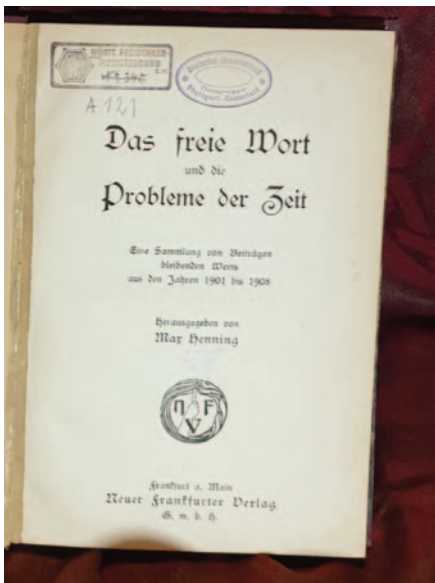 Das freie Wort
und die
Probleme der Zeit
Eine Sammlung von Beiträgen
bleibenden Werts
aus den Jahren 1901 bis 1908
Herausgegeben von
Max Henning
N F
V
Frankfurt a. Main
Neuer Frankfurter Verlag
G. m. b. H.
A 121